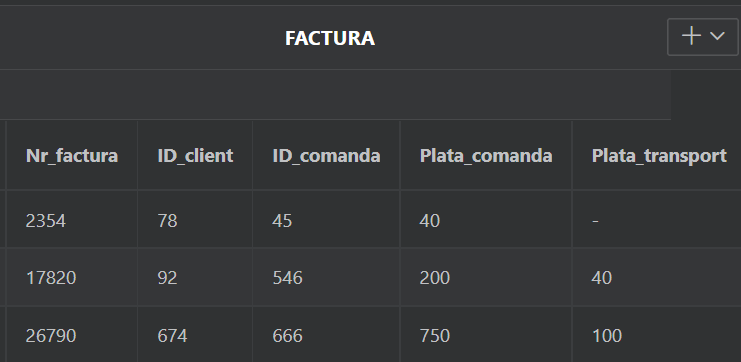 FACTURA
Nr_factura ID_client ID_comanda Plata_comanda Plata_transport
2354 78 45 40 -
17820 92 546 200 40
26790 674 666 750 100